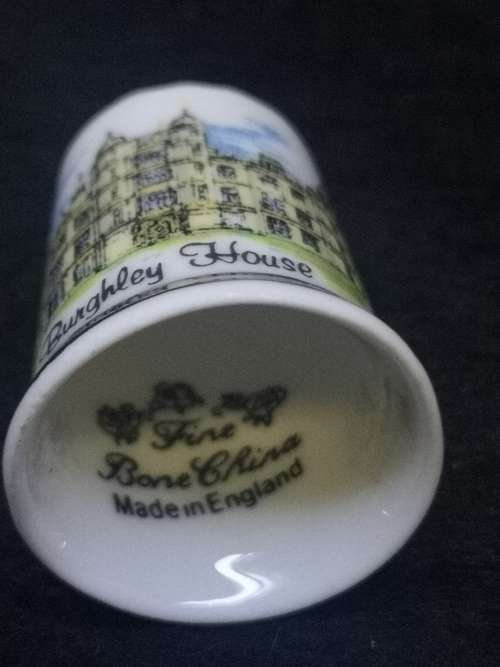 Burghley House
Fine
Bone China
Made in England